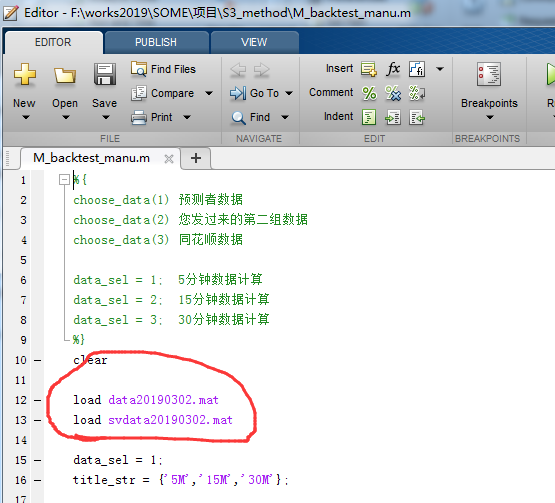 Editor - F:\works2019\SOME\项目\S3_method\M_backtest_manu.m
EDITOR PUBLISH VIEW
New Open Save Find Files Compare Print
Go To Find
Insert fx
Comment %
Indent
Breakpoints
FILE NAVIGATE EDIT BREAKPOINTS
M_backtest_manu.m × +
1 %{
2 choose_data(1) 预测者数据
3 choose_data(2) 您发过来的第二组数据
4 choose_data(3) 同花顺数据
5
6 data_sel = 1; 5分钟数据计算
7 data_sel = 2; 15分钟数据计算
8 data_sel = 3; 30分钟数据计算
9 %}
10 clear
11
12 load data20190302.mat
13 load svdata20190302.mat
14
15 data_sel = 1;
16 title_str = {'5M','15M','30M'};